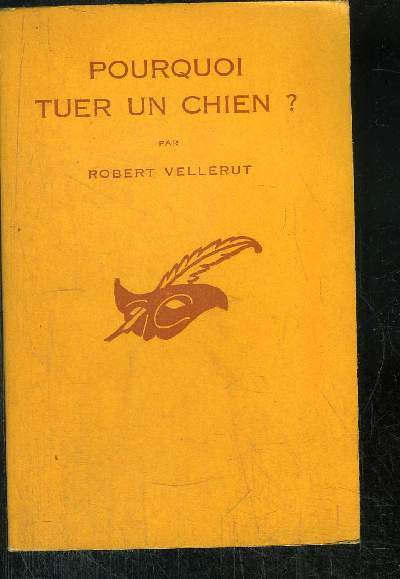 POURQUOI
TUER UN CHIEN ?
PAR
ROBERT VELLERUT